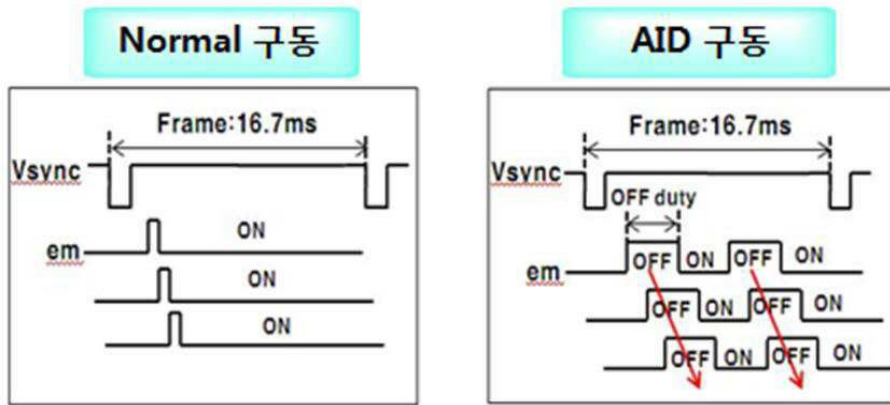 Normal 구동
Frame:16.7ms
Vsync
em
ON
ON
ON
AID 구동
Frame:16.7ms
Vsync
OFF duty
em
OFF ON OFF ON
OFF ON OFF ON
OFF ON OFF ON